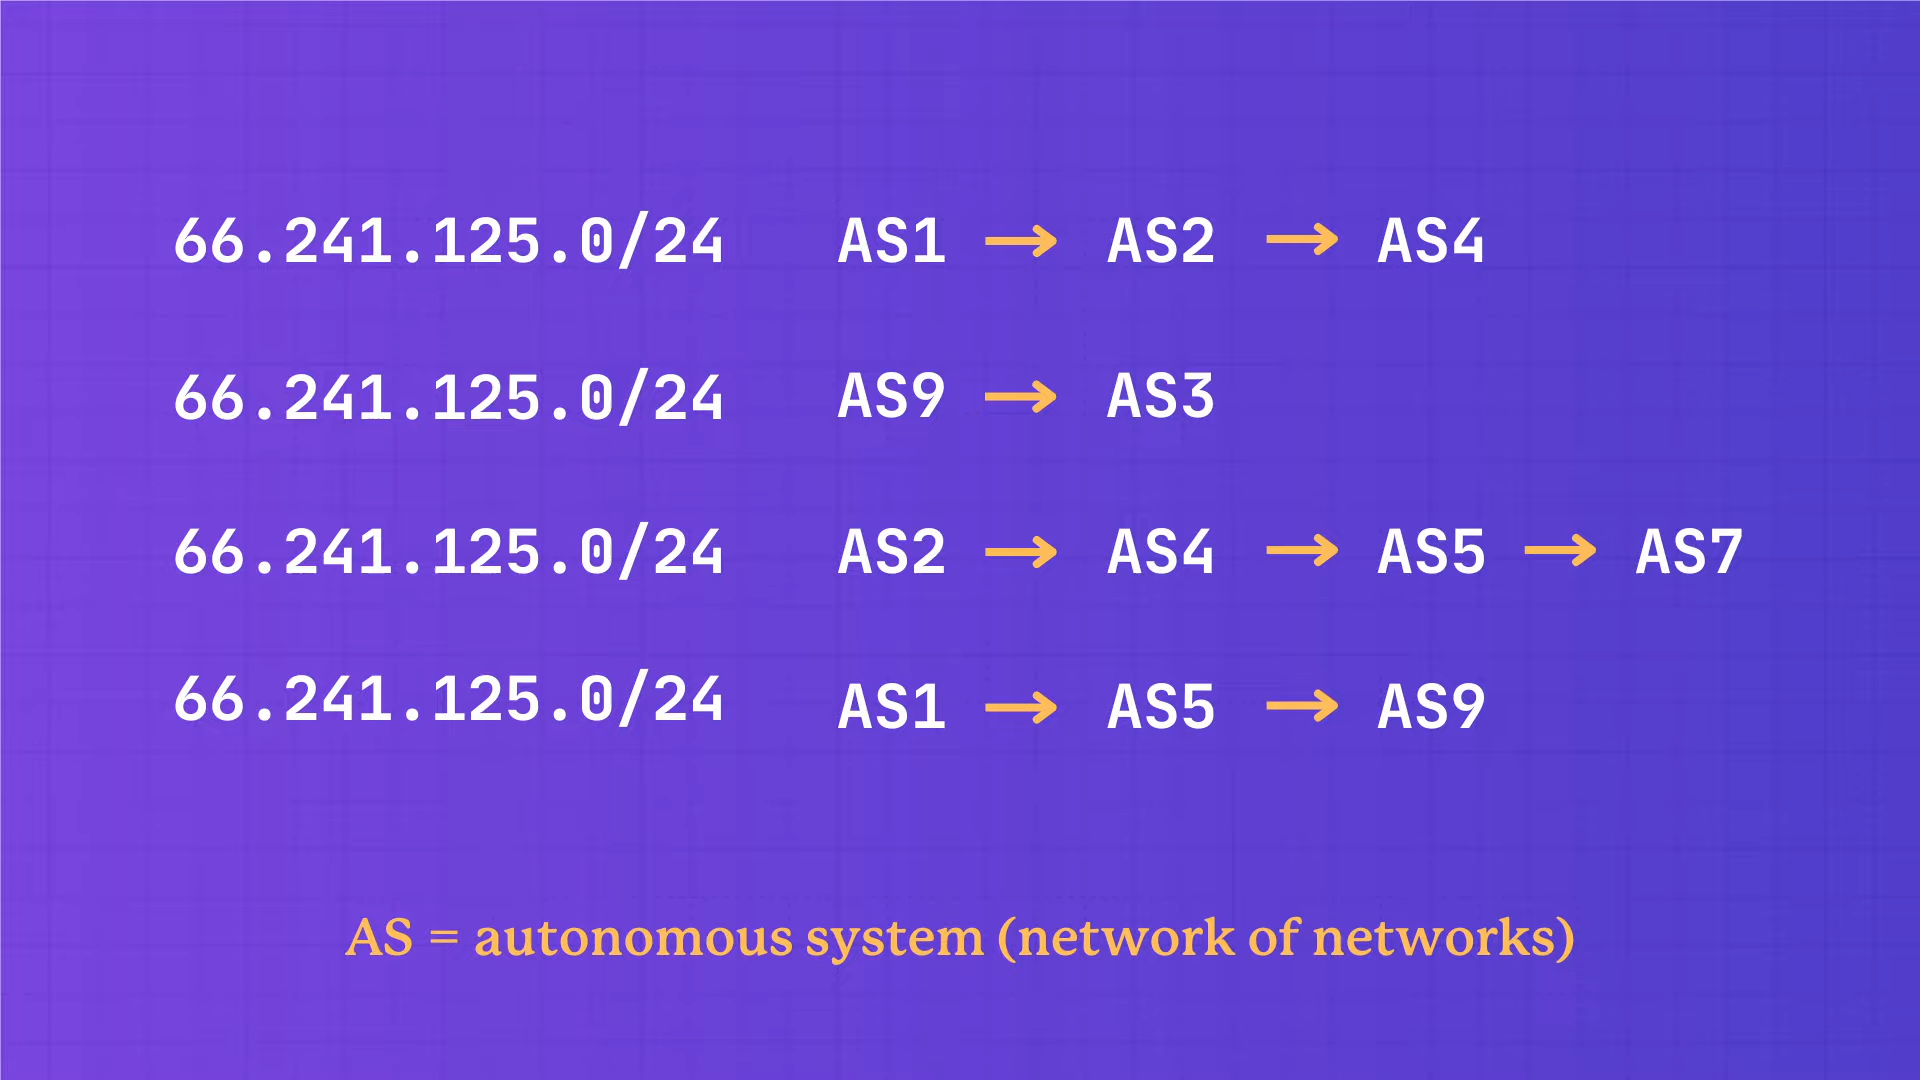 66.241.125.0/24 AS1 → AS2 → AS4
66.241.125.0/24 AS9 → AS3
66.241.125.0/24 AS2 → AS4 → AS5 → AS7
66.241.125.0/24 AS1 → AS5 → AS9
AS = autonomous system (network of networks)